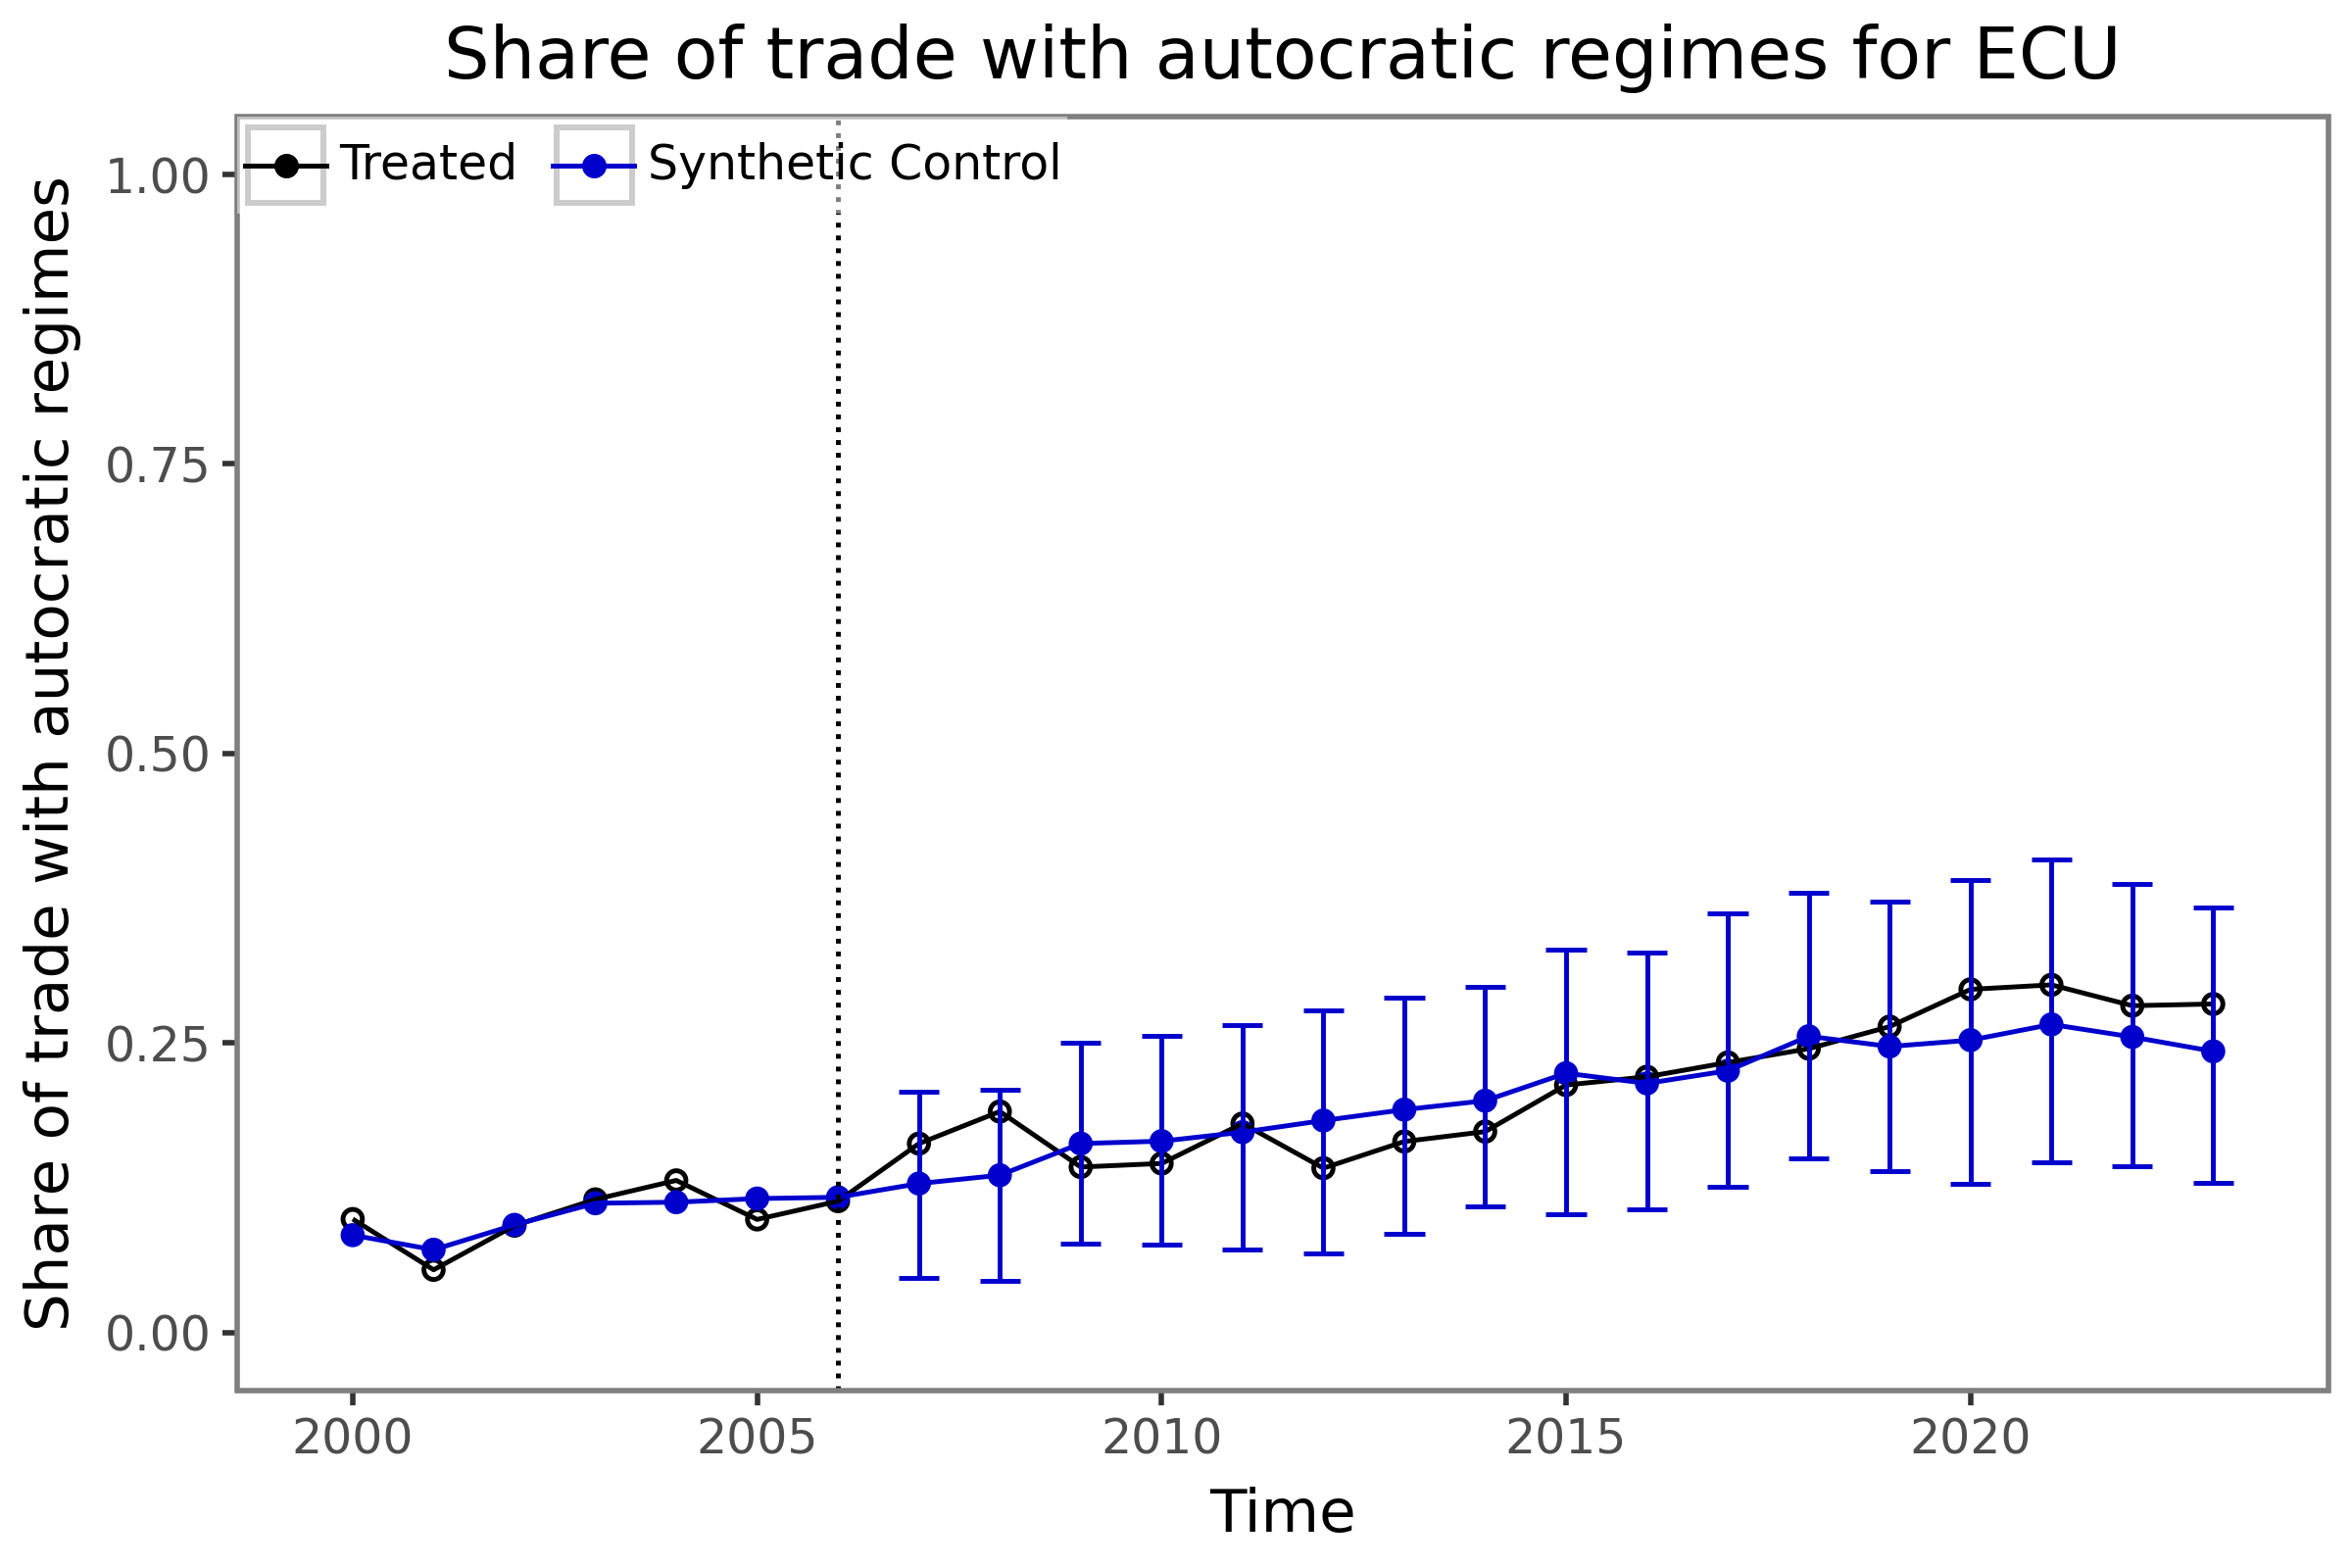 Share of trade with autocratic regimes for ECU
Treated
Synthetic Control
Share of trade with autocratic regimes
1.00
0.75
0.50
0.25
0.00
2000
2005
2010
2015
2020
Time